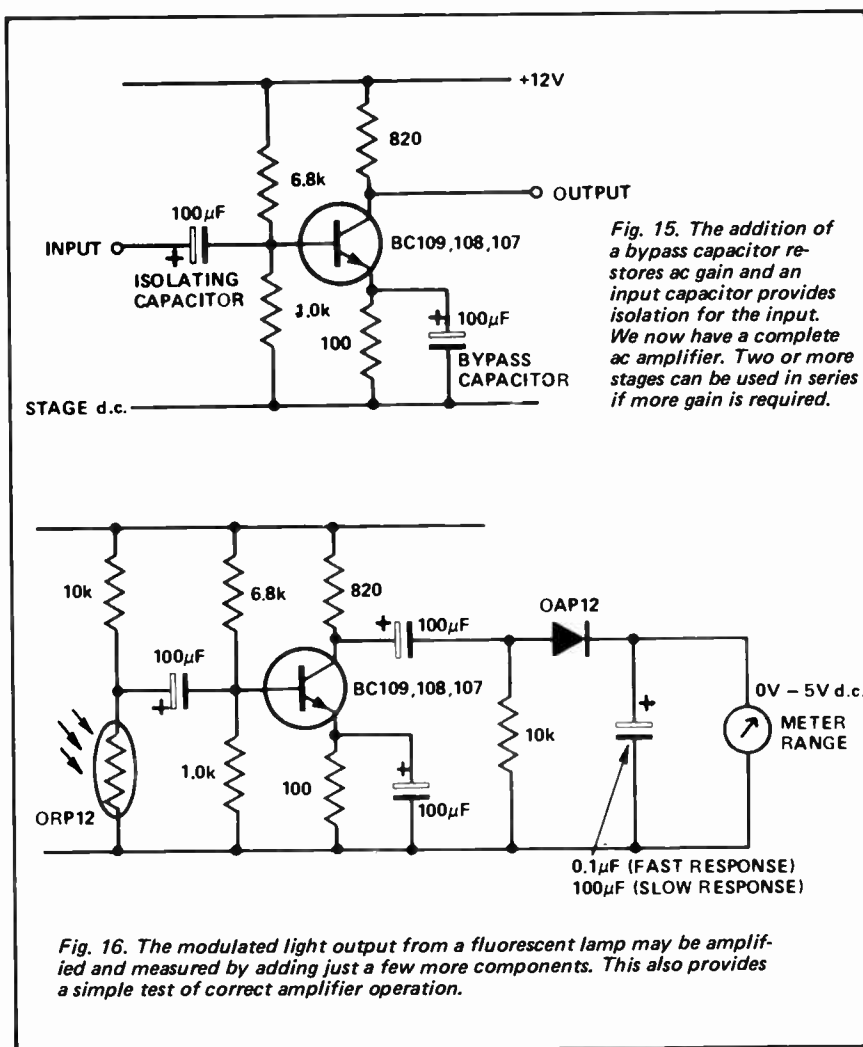 +12V
820
6.8k
OUTPUT
100µF
INPUT
+
BC109,108,107
ISOLATING
CAPACITOR
1.0k
+
100µF
100
BYPASS
CAPACITOR
STAGE d.c.
Fig. 15. The addition of
a bypass capacitor re-
stores ac gain and an
input capacitor provides
isolation for the input.
We now have a complete
ac amplifier. Two or more
stages can be used in series
if more gain is required.
10k
6.8k
820
OAP12
+
100µF
100µF
+
BC109,108,107
+
0V – 5V d.c.
METER
RANGE
10k
1.0k
100
+
100µF
ORP12
0.1µF (FAST RESPONSE)
100µF (SLOW RESPONSE)
Fig. 16. The modulated light output from a fluorescent lamp may be amplif-
ied and measured by adding just a few more components. This also provides
a simple test of correct amplifier operation.